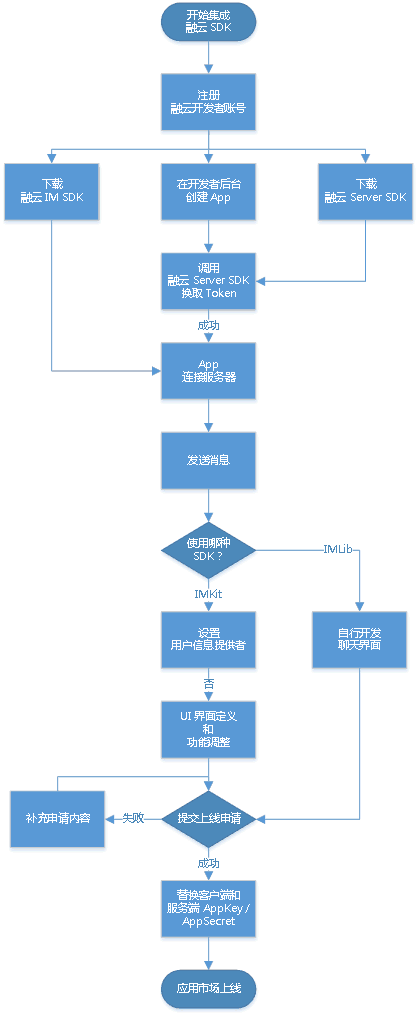 开始集成
融云 SDK
注册
融云开发者账号
下载
融云 IM SDK
在开发者后台
创建 App
下载
融云 Server SDK
调用
融云 Server SDK
换取 Token
成功
App
连接服务器
发送消息
使用哪种
SDK？
IMLib
IMKit
设置
用户信息提供者
自行开发
聊天界面
否
UI 界面定义
和
功能调整
补充申请内容
失败
提交上线申请
成功
替换客户端和
服务端 AppKey /
AppSecret
应用市场上线